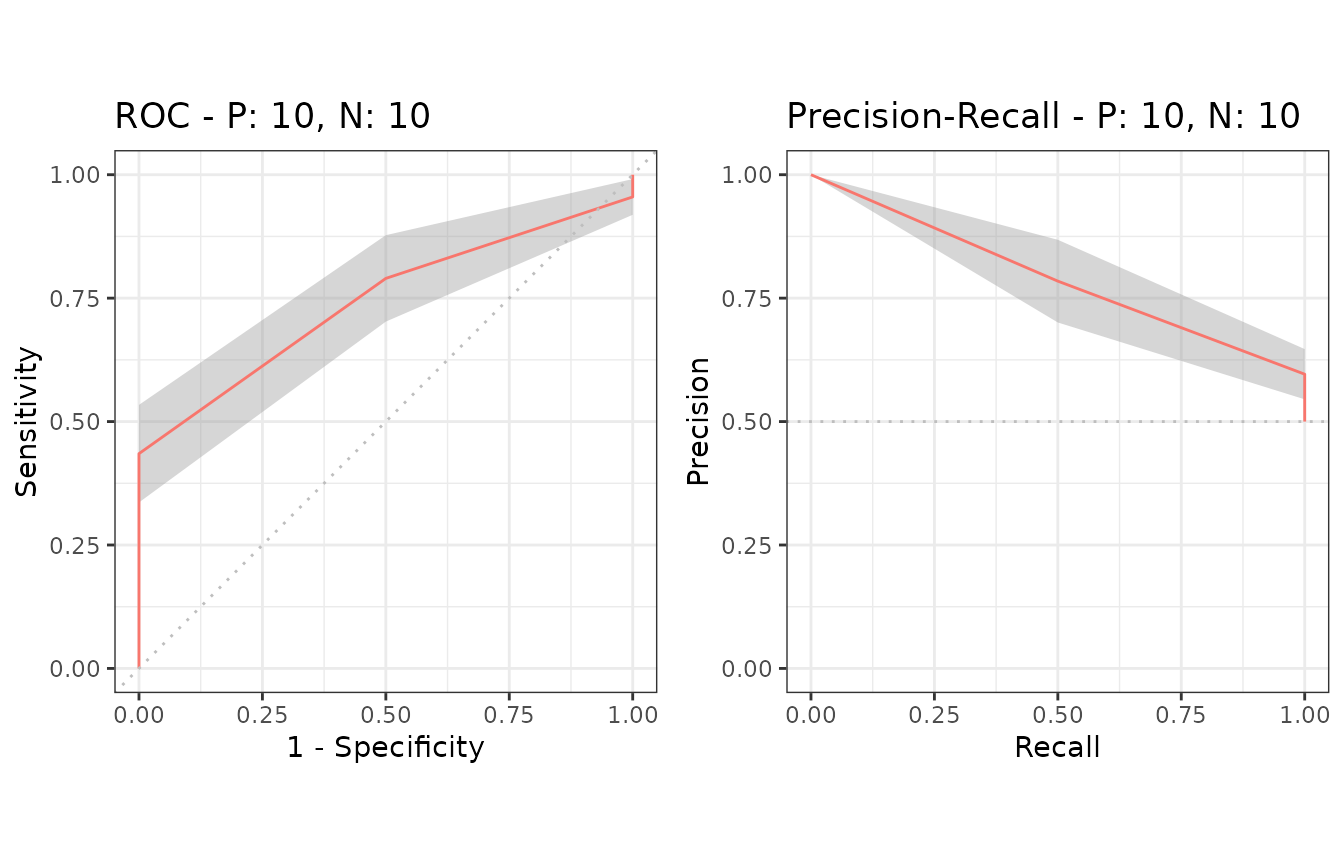 ROC - P: 10, N: 10
Sensitivity
1.00
0.75
0.50
0.25
0.00
0.00 0.25 0.50 0.75 1.00
1 - Specificity
Precision-Recall - P: 10, N: 10
Precision
1.00
0.75
0.50
0.25
0.00
0.00 0.25 0.50 0.75 1.00
Recall